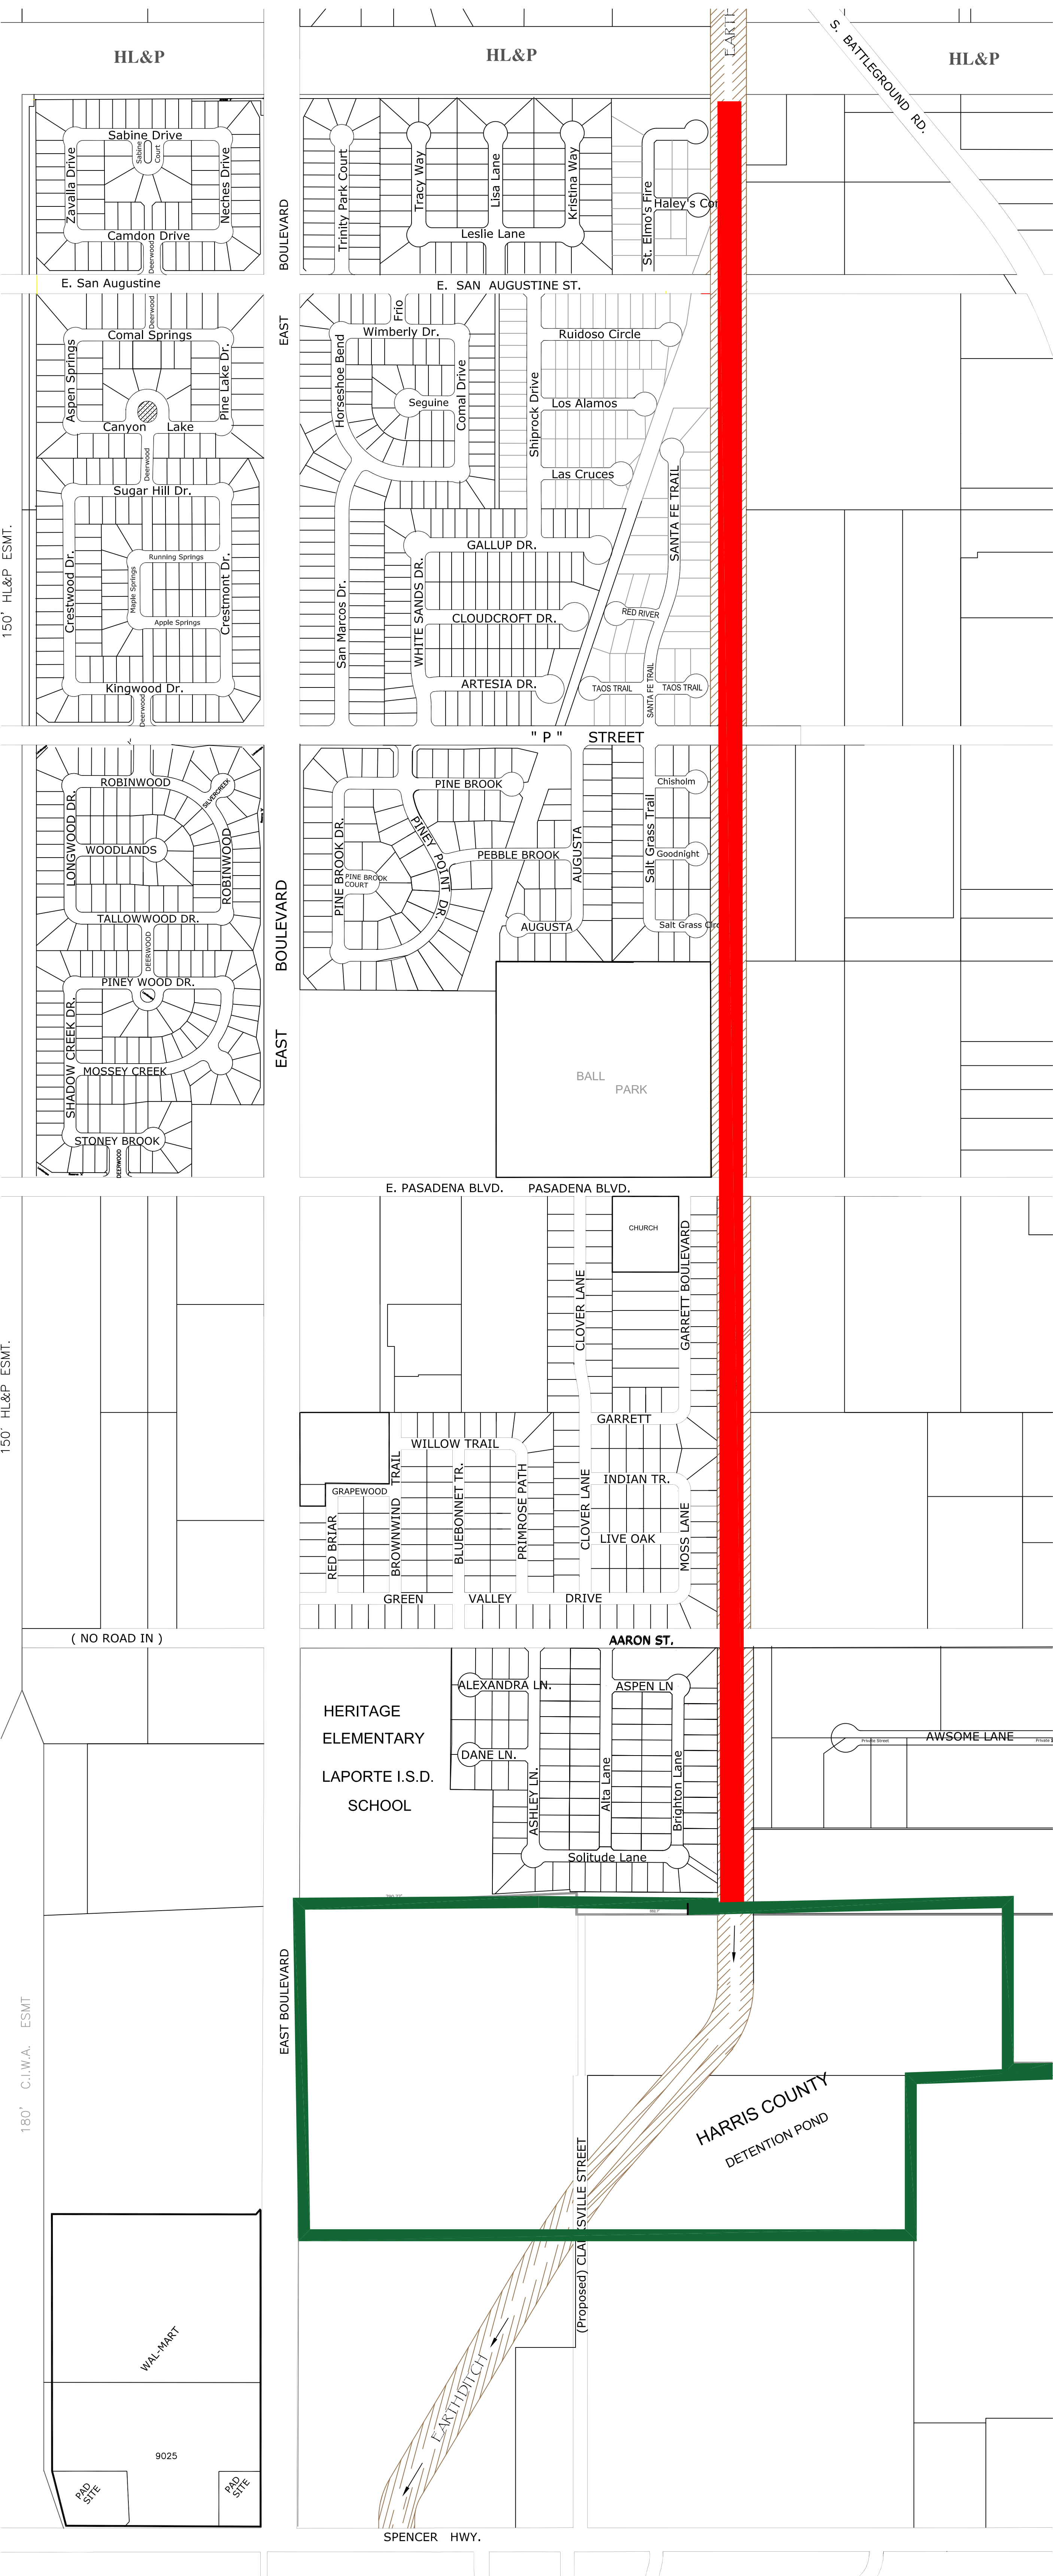 HL&P
HL&P
EARTH
S. BATTLEGROUND RD.
HL&P
Sabine Drive
Zavalla Drive
Sabine
Court
Neches Drive
Camdon Drive
Deerwood
BOULEVARD
Trinity Park Court
Tracy Way
Lisa Lane
Kristina Way
Leslie Lane
St. Elmo's Fire
Haley's Co
E. San Augustine
E. SAN AUGUSTINE ST.
Deerwood
Comal Springs
Aspen Springs
Pine Lake Dr.
Canyon Lake
EAST
Frio
Wimberly Dr.
Horseshoe Bend
Seguine
Comal Drive
Shiprock Drive
Ruidoso Circle
Los Alamos
Las Cruces
SANTA FE TRAIL
Deerwood
Sugar Hill Dr.
150' HL&P ESMT.
Crestwood Dr.
Maple Springs
Running Springs
Apple Springs
Crestmont Dr.
Kingwood Dr.
Deerwood
San Marcos Dr.
WHITE SANDS DR.
GALLUP DR.
CLOUDCROFT DR.
ARTESIA DR.
RED RIVER
TAOS TRAIL
SANTA FE TRAIL
TAOS TRAIL
" P " STREET
ROBINWOOD
SILVERCREEK
LONGWOOD DR.
WOODLANDS
ROBINWOOD
TALLOWWOOD DR.
DEERWOOD
PINEY WOOD DR.
SHADOW CREEK DR.
MOSSEY CREEK
STONEY BROOK
DEERWOOD
BOULEVARD
EAST
PINE BROOK
PINE BROOK DR.
PINE BROOK
COURT
PINEY POINT DR.
PEBBLE BROOK
AUGUSTA
AUGUSTA
Salt Grass Trail
Chisholm
Goodnight
Salt Grass Circ
BALL
PARK
E. PASADENA BLVD.
PASADENA BLVD.
150' HL&P ESMT.
CLOVER LANE
CHURCH
GARRETT BOULEVARD
GARRETT
WILLOW TRAIL
GRAPEWOOD
RED BRIAR
BROWNWIND TRAIL
BLUEBONNET TR.
PRIMROSE PATH
CLOVER LANE
INDIAN TR.
LIVE OAK
MOSS LANE
GREEN VALLEY DRIVE
( NO ROAD IN )
AARON ST.
HERITAGE
ELEMENTARY
LAPORTE I.S.D.
SCHOOL
ALEXANDRA LN.
DANE LN.
ASHLEY LN.
Alta Lane
ASPEN LN
Brighton Lane
Solitude Lane
Private Street
AWSOME LANE
EAST BOULEVARD
180' C.I.W.A. ESMT
HARRIS COUNTY
DETENTION POND
(Proposed) CLARKSVILLE STREET
EARTHDITCH
WAL-MART
9025
PAD
SITE
PAD
SITE
SPENCER HWY.